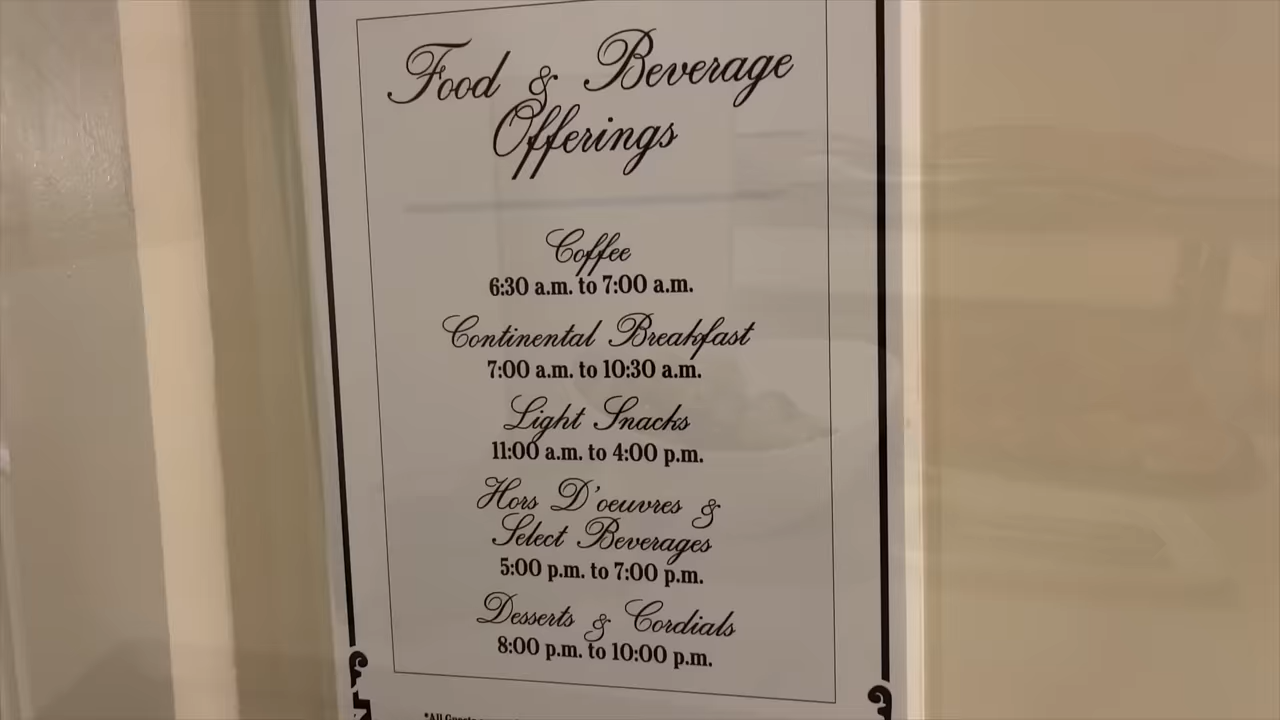 Food & Beverage
Offerings
Coffee
6:30 a.m. to 7:00 a.m.
Continental Breakfast
7:00 a.m. to 10:30 a.m.
Light Snacks
11:00 a.m. to 4:00 p.m.
Hors D'oeuvres &
Select Beverages
5:00 p.m. to 7:00 p.m.
Desserts & Cordials
8:00 p.m. to 10:00 p.m.
*All